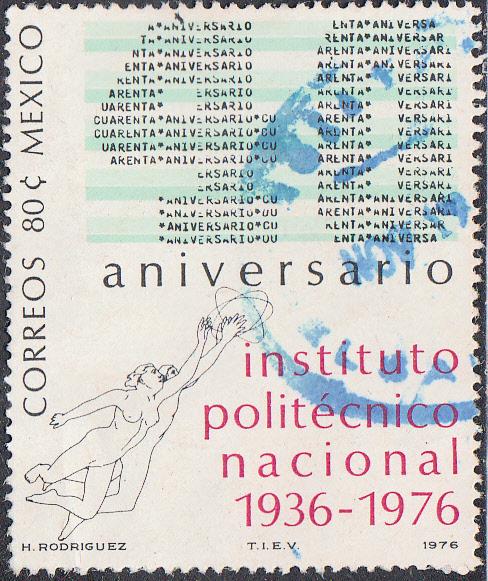 A*ANIVERSARIO ENTA*ANIVERSA
TA*ANIVERSARIO RENTA*ANIVERSAR
NTA*ANIVERSARIO ARENTA*ANIVERSARI
ENTA*ANIVERSARIO ARENTA*ANIVERSARI
RENTA*ANIVERSARIO ARENTA*ANIVERSARI
ARENTA* ERSARIO ARENTA* VERSARI
UARENTA* ERSARIO ARENTA* VERSARI
CUARENTA*ANIVERSARIO*CU ARENTA* VERSARI
CUARENTA*ANIVERSARIO*CU ARENTA* VERSARI
UARENTA*ANIVERSARIO*CU ARENTA* VERSARI
ARENTA*ANIVERSARIO*CU ARENTA* VERSARI
ERSARIO ARENTA* VERSARI
ERSARIO ARENTA* VERSARI
*ANIVERSARIO*CU ARENTA*ANIVERSARI
*ANIVERSARIO*CU ARENTA*ANIVERSARI
*ANIVERSARIO*CU RENTA*ANIVERSAR
*ANIVERSARIO*CU ENTA*ANIVERSA
CORREOS 80¢ MEXICO
aniversario
instituto
politécnico
nacional
1936-1976
H. RODRIGUEZ T.I.E.V. 1976